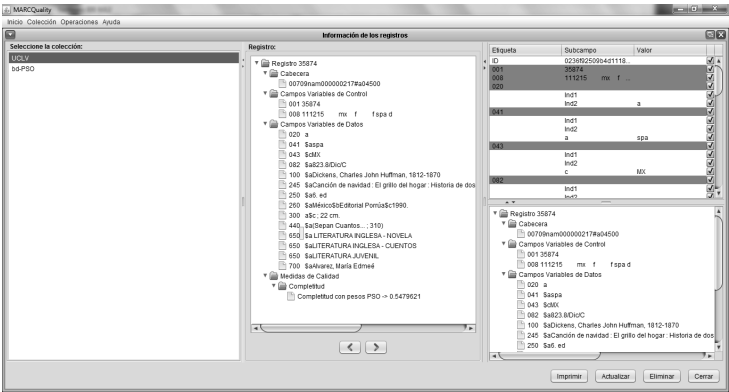 MARCQuality
Inicio Colección Operaciones Ayuda
Información de los registros
Seleccione la colección:
UCLV
bd-PSO
Registro:
Registro 35874
Cabecera
00709nam000000217#a04500
Campos Variables de Control
001 35874
008 111215 mx f f spa d
Campos Variables de Datos
020 a
041 $aspa
043 $cMX
082 $a823.8/Dic/C
100 $aDickens, Charles John Huffman, 1812-1870
245 $aCanción de navidad : El grillo del hogar : Historia de dos
250 $a6. ed
260 $aMéxico$bEditorial Porrúa$c1990.
300 a$c ; 22 cm.
440 $a(Sepan Cuantos... ; 310)
650 $a LITERATURA INGLESA - NOVELA
650 $aLITERATURA INGLESA - CUENTOS
650 $aLITERATURA JUVENIL
700 $aAlvarez, María Edmeé
Medidas de Calidad
Completitud
Completitud con pesos PSO -> 0.5479621
Etiqueta Subcampo Valor
ID 0236f92509b4d1118...
001 35874
008 111215 mx f ...
020
Ind1
Ind2 a
041
Ind1
Ind2
a spa
043
Ind1
Ind2
c MX
082
Ind1
Ind2
Registro 35874
Cabecera
00709nam000000217#a04500
Campos Variables de Control
001 35874
008 111215 mx f f spa d
Campos Variables de Datos
020 a
041 $aspa
043 $cMX
082 $a823.8/Dic/C
100 $aDickens, Charles John Huffman, 1812-1870
245 $aCanción de navidad : El grillo del hogar : Historia de dos
250 $a6. ed
Imprimir Actualizar Eliminar Cerrar